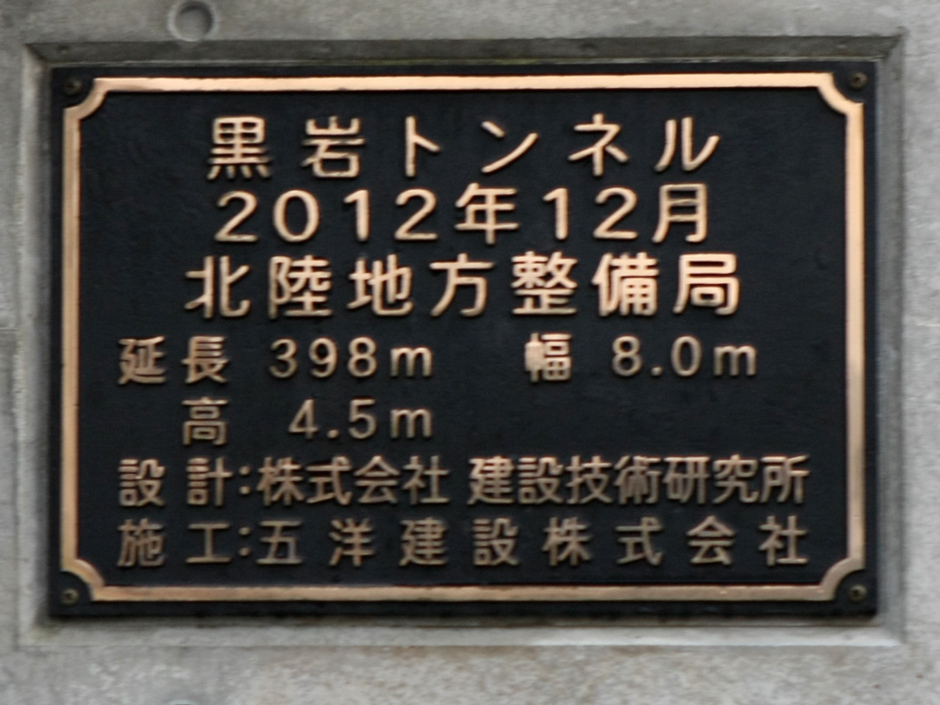 黒岩トンネル
2012年12月
北陸地方整備局
延長 398m 幅 8.0m
高 4.5m
設計:株式会社 建設技術研究所
施工:五洋建設株式会社